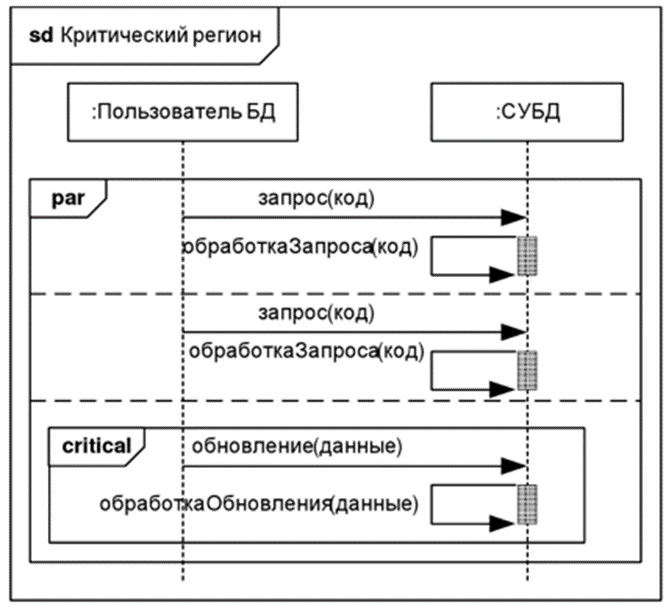 sd Критический регион
:Пользователь БД
:СУБД
par
запрос(код)
обработкаЗапроса(код)
запрос(код)
обработкаЗапроса(код)
critical
обновление(данные)
обработкаОбновления(данные)